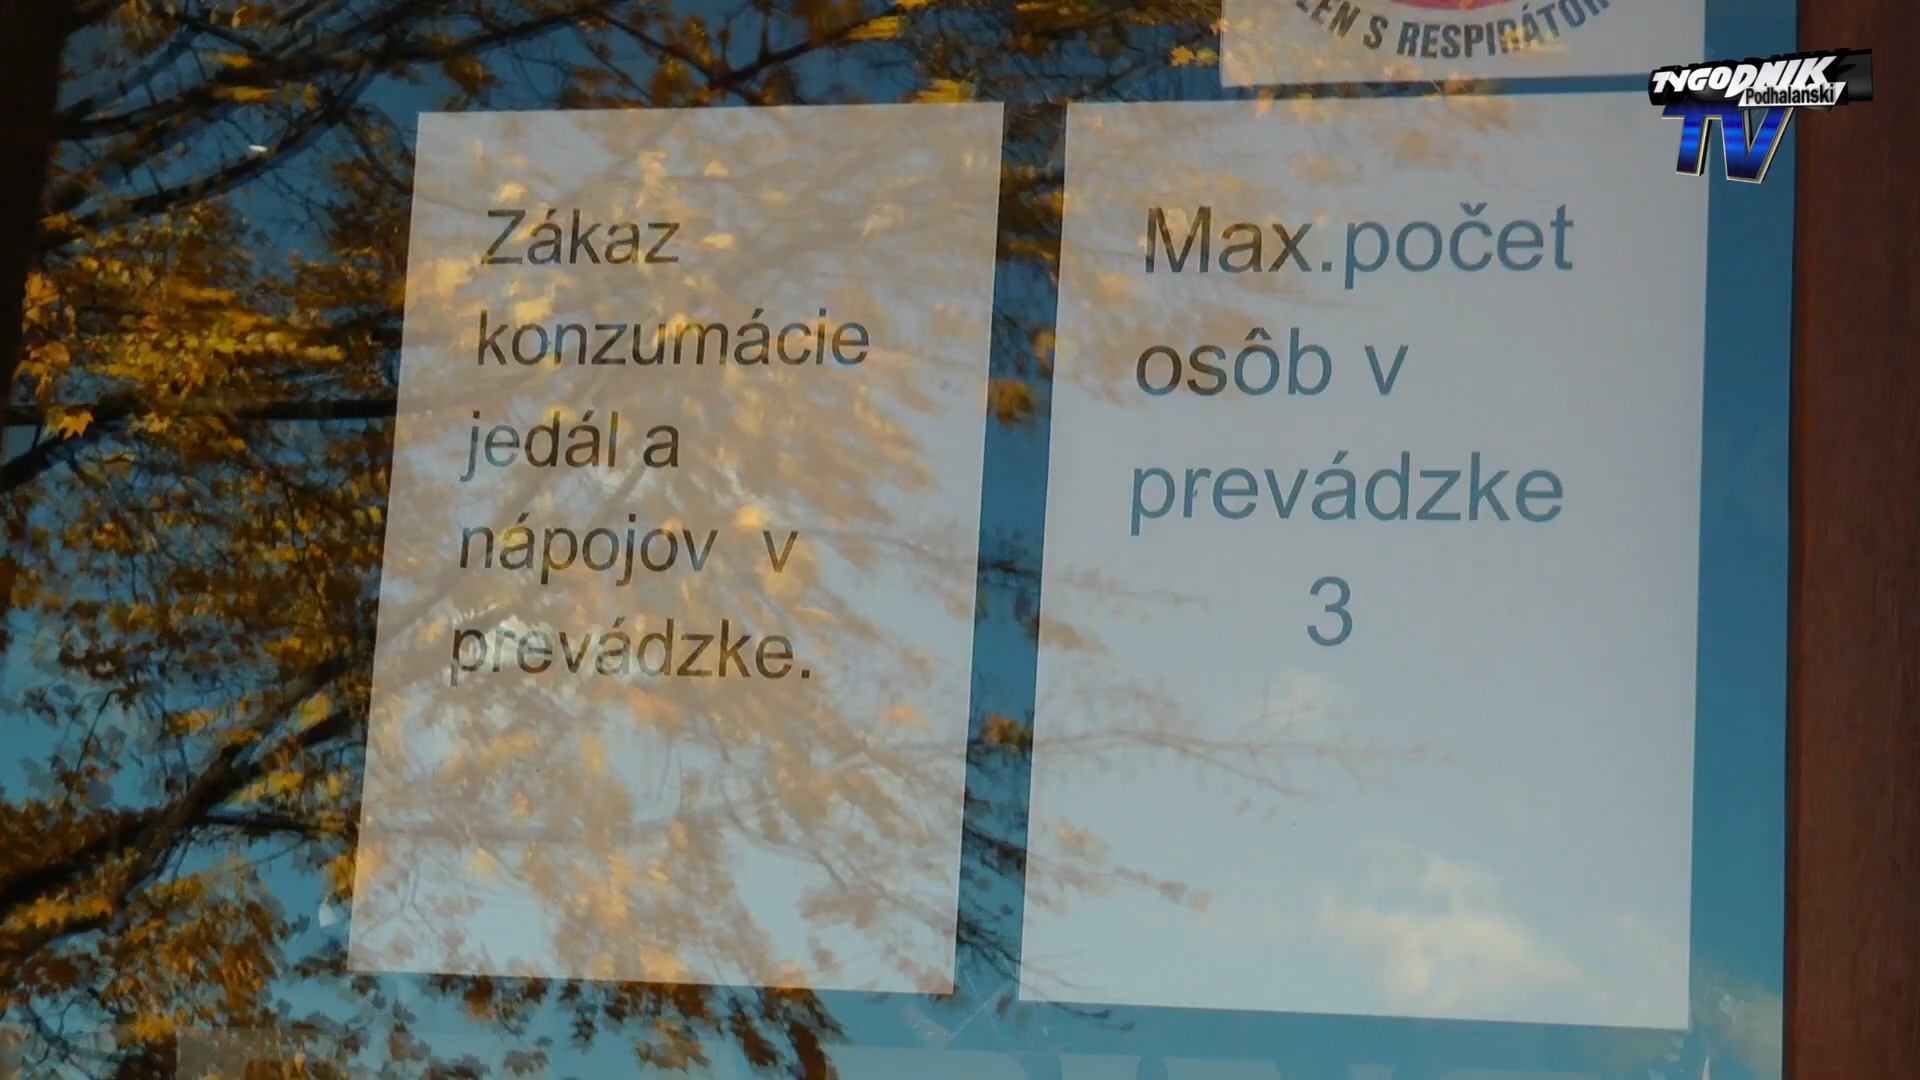 LEN S RESPIRÁTOR
TYGODNIK
Podhalanski
TV
Zákaz
konzumácie
jedál a
nápojov v
prevádzke.
Max.počet
osôb v
prevádzke
3